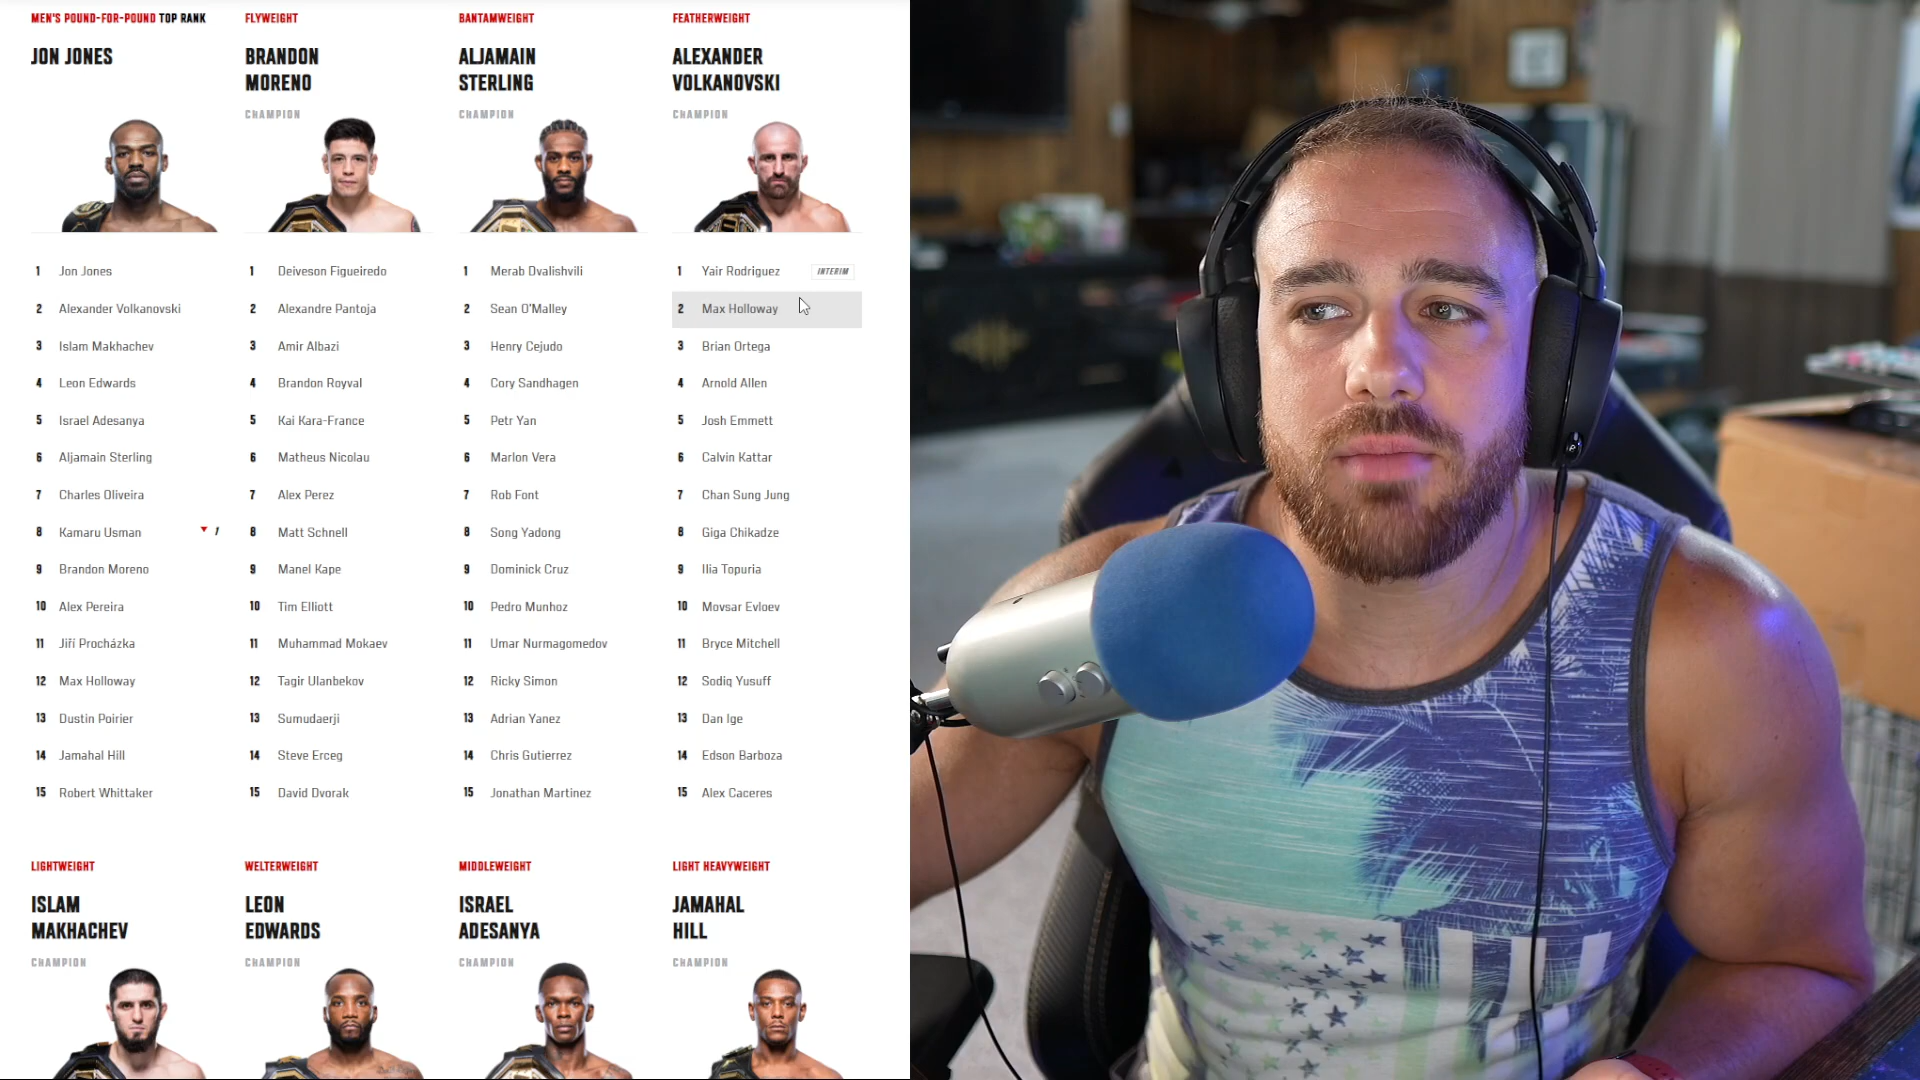 MEN'S POUND-FOR-POUND TOP RANK
JON JONES
1 Jon Jones
2 Alexander Volkanovski
3 Islam Makhachev
4 Leon Edwards
5 Israel Adesanya
6 Aljamain Sterling
7 Charles Oliveira
8 Kamaru Usman 1
9 Brandon Moreno
10 Alex Pereira
11 Jiří Procházka
12 Max Holloway
13 Dustin Poirier
14 Jamahal Hill
15 Robert Whittaker
FLYWEIGHT
BRANDON
MORENO
CHAMPION
1 Deiveson Figueiredo
2 Alexandre Pantoja
3 Amir Albazi
4 Brandon Royval
5 Kai Kara-France
6 Matheus Nicolau
7 Alex Perez
8 Matt Schnell
9 Manel Kape
10 Tim Elliott
11 Muhammad Mokaev
12 Tagir Ulanbekov
13 Sumudaerji
14 Steve Erceg
15 David Dvorak
BANTAMWEIGHT
ALJAMAIN
STERLING
CHAMPION
1 Merab Dvalishvili
2 Sean O'Malley
3 Henry Cejudo
4 Cory Sandhagen
5 Petr Yan
6 Marlon Vera
7 Rob Font
8 Song Yadong
9 Dominick Cruz
10 Pedro Munhoz
11 Umar Nurmagomedov
12 Ricky Simon
13 Adrian Yanez
14 Chris Gutierrez
15 Jonathan Martinez
FEATHERWEIGHT
ALEXANDER
VOLKANOVSKI
CHAMPION
1 Yair Rodriguez INTERIM
2 Max Holloway
3 Brian Ortega
4 Arnold Allen
5 Josh Emmett
6 Calvin Kattar
7 Chan Sung Jung
8 Giga Chikadze
9 Ilia Topuria
10 Movsar Evloev
11 Bryce Mitchell
12 Sodiq Yusuff
13 Dan Ige
14 Edson Barboza
15 Alex Caceres
LIGHTWEIGHT
ISLAM
MAKHACHEV
CHAMPION
WELTERWEIGHT
LEON
EDWARDS
CHAMPION
MIDDLEWEIGHT
ISRAEL
ADESANYA
CHAMPION
LIGHT HEAVYWEIGHT
JAMAHAL
HILL
CHAMPION